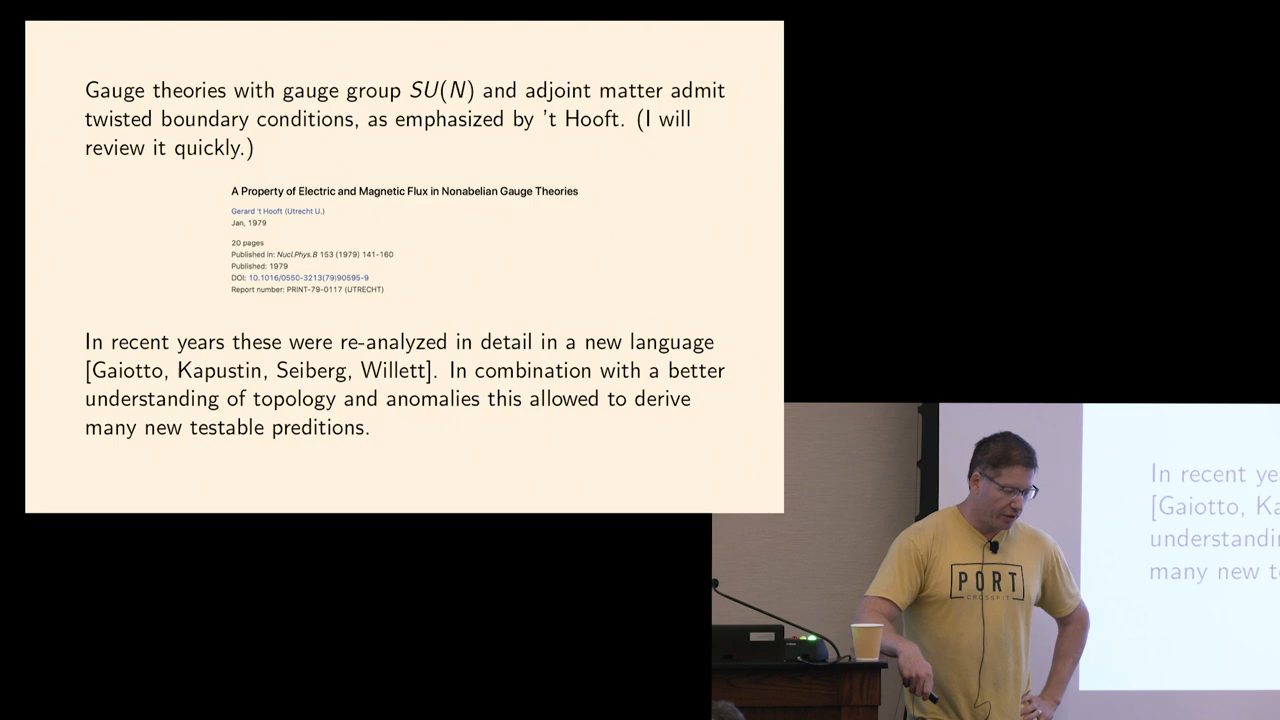 Gauge theories with gauge group SU(N) and adjoint matter admit
twisted boundary conditions, as emphasized by 't Hooft. (I will
review it quickly.)
A Property of Electric and Magnetic Flux in Nonabelian Gauge Theories
Gerard 't Hooft (Utrecht U.)
Jan, 1979
20 pages
Published in: Nucl.Phys.B 153 (1979) 141-160
Published: 1979
DOI: 10.1016/0550-3213(79)90595-9
Report number: PRINT-79-0117 (UTRECHT)
In recent years these were re-analyzed in detail in a new language
[Gaiotto, Kapustin, Seiberg, Willett]. In combination with a better
understanding of topology and anomalies this allowed to derive
many new testable preditions.
In recent ye
[Gaiotto, Ka
understandin
many new te
PORT
CROSSFIT